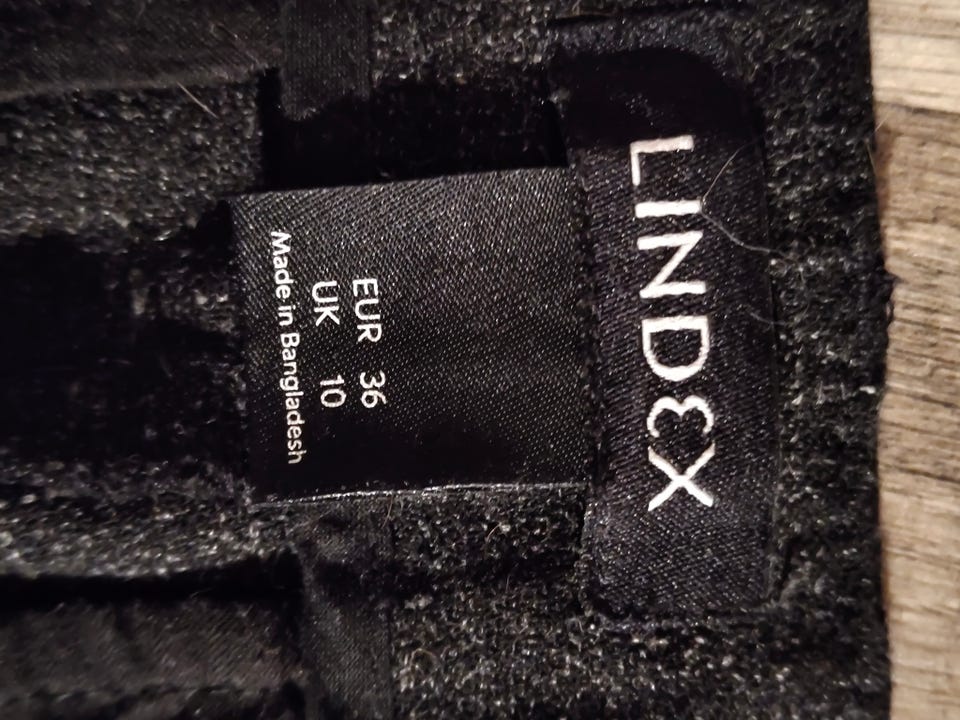 LINDEX
EUR 36
UK 10
Made in Bangladesh